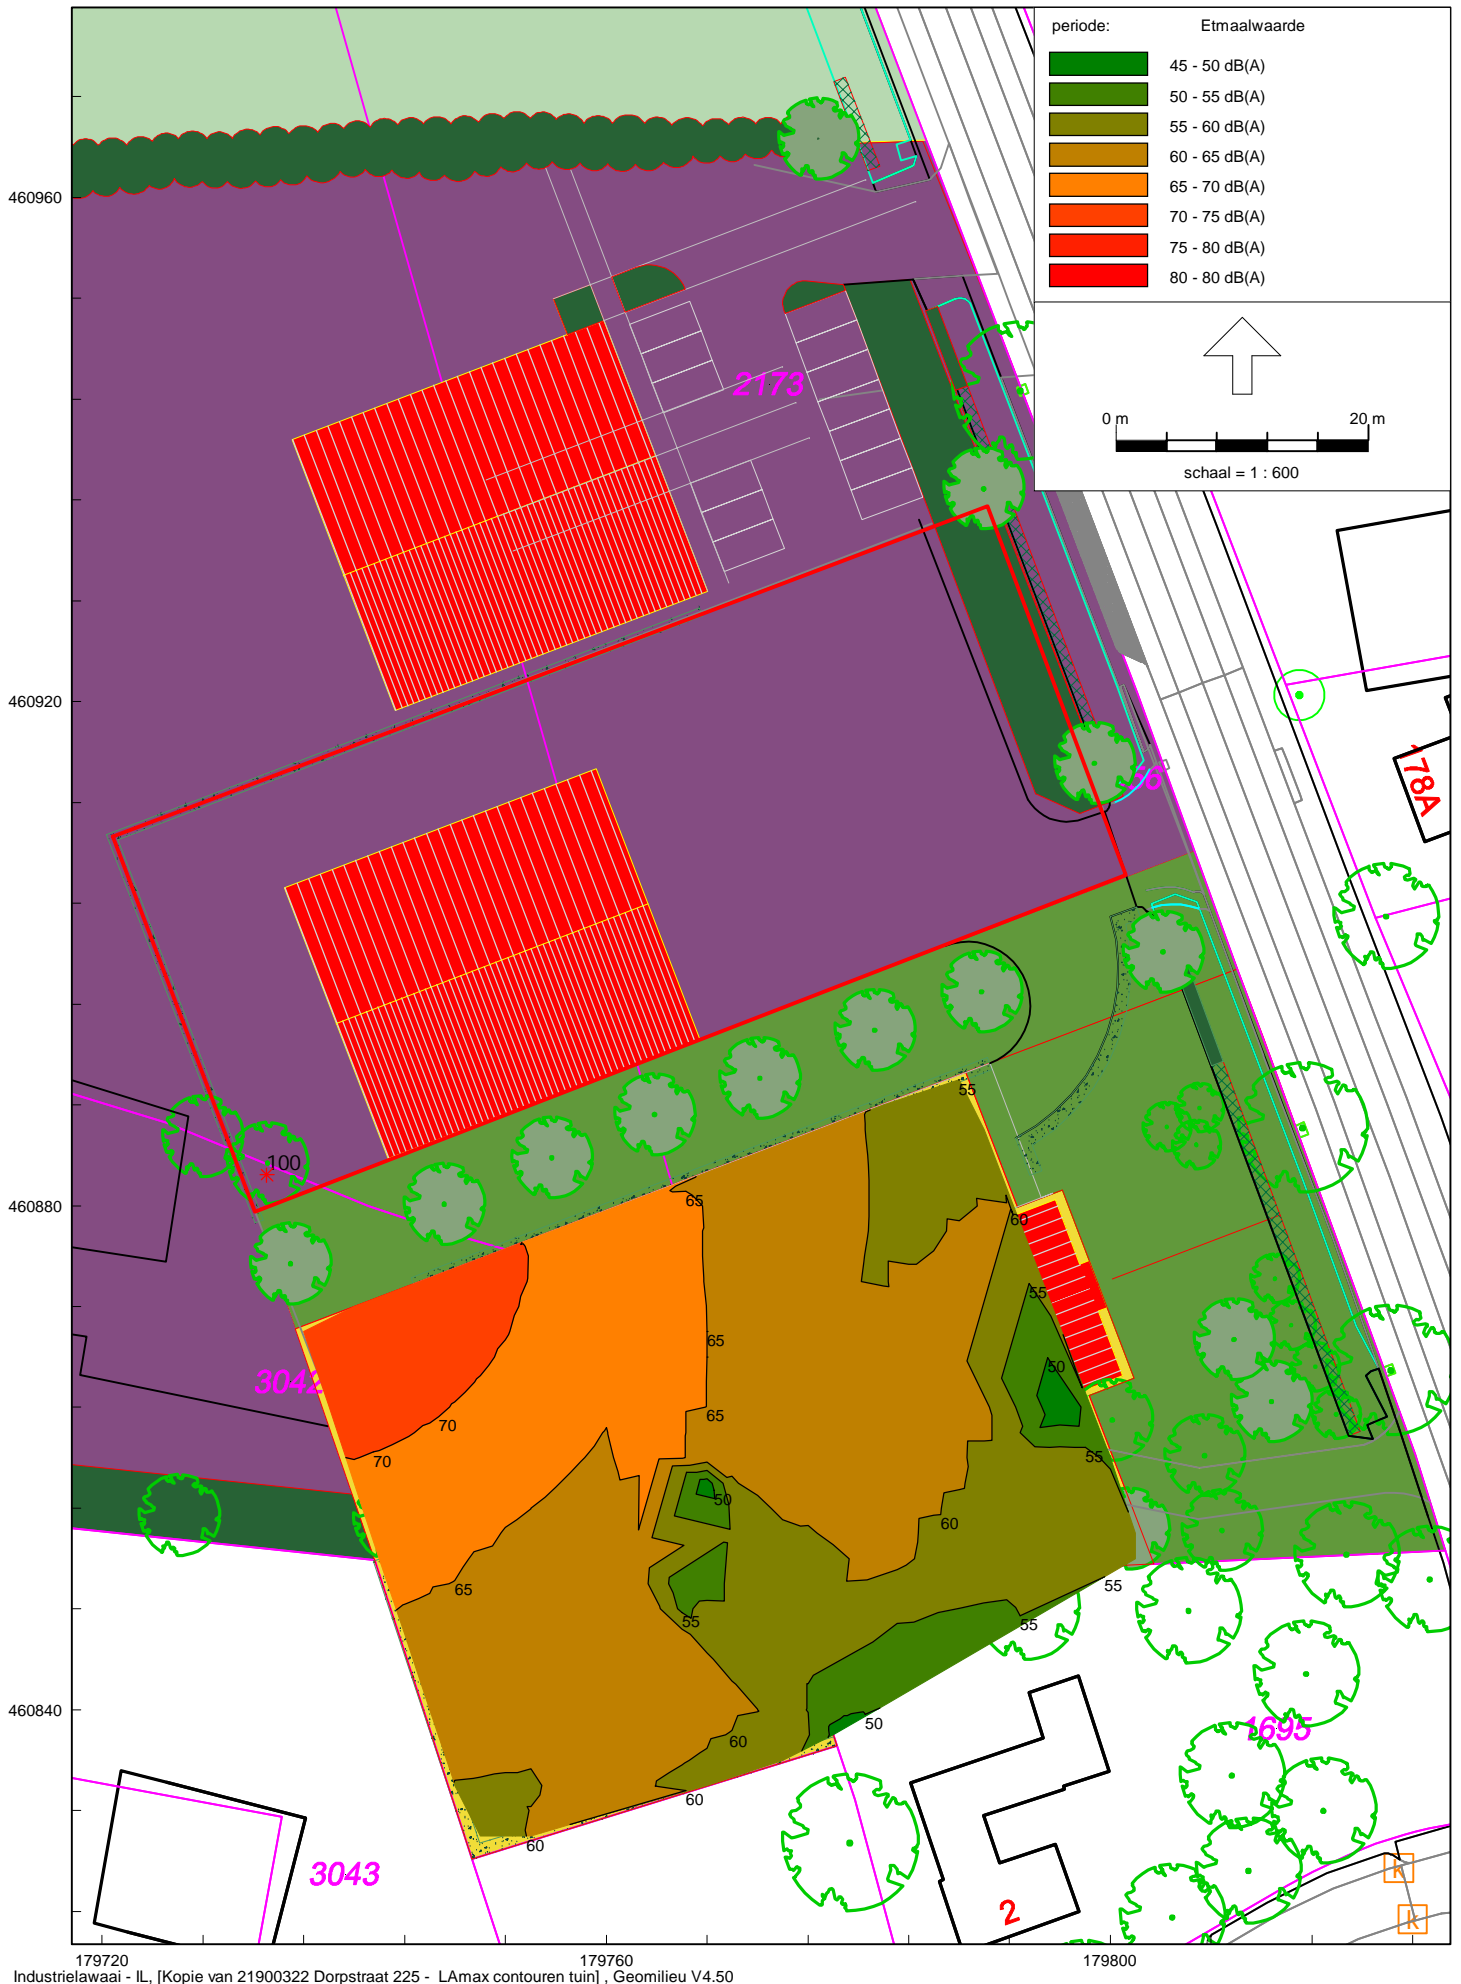 periode: Etmaalwaarde
45 - 50 dB(A)
50 - 55 dB(A)
55 - 60 dB(A)
60 - 65 dB(A)
65 - 70 dB(A)
70 - 75 dB(A)
75 - 80 dB(A)
80 - 80 dB(A)
0 m 20 m
schaal = 1 : 600
460960
2173
460920
178A
55
100
460880
65
60
55
65
50
3042
65
70
55
70
50
60
65
55
55
55
460840
50
60
1695
60
60
3043
K
2
K
179720 179760 179800
Industrielawaai - IL, [Kopie van 21900322 Dorpstraat 225 - LAmax contouren tuin] , Geomilieu V4.50